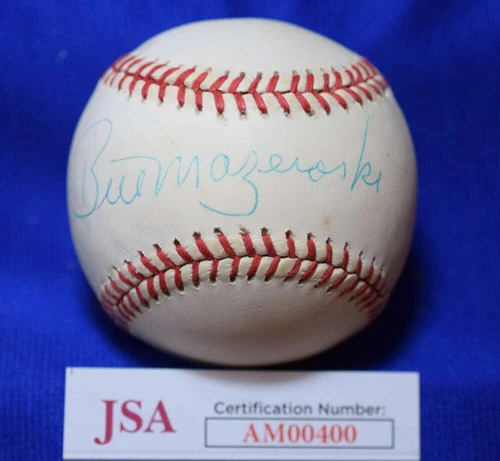 Bill Mazeroski
JSA
Certification Number:
AM00400